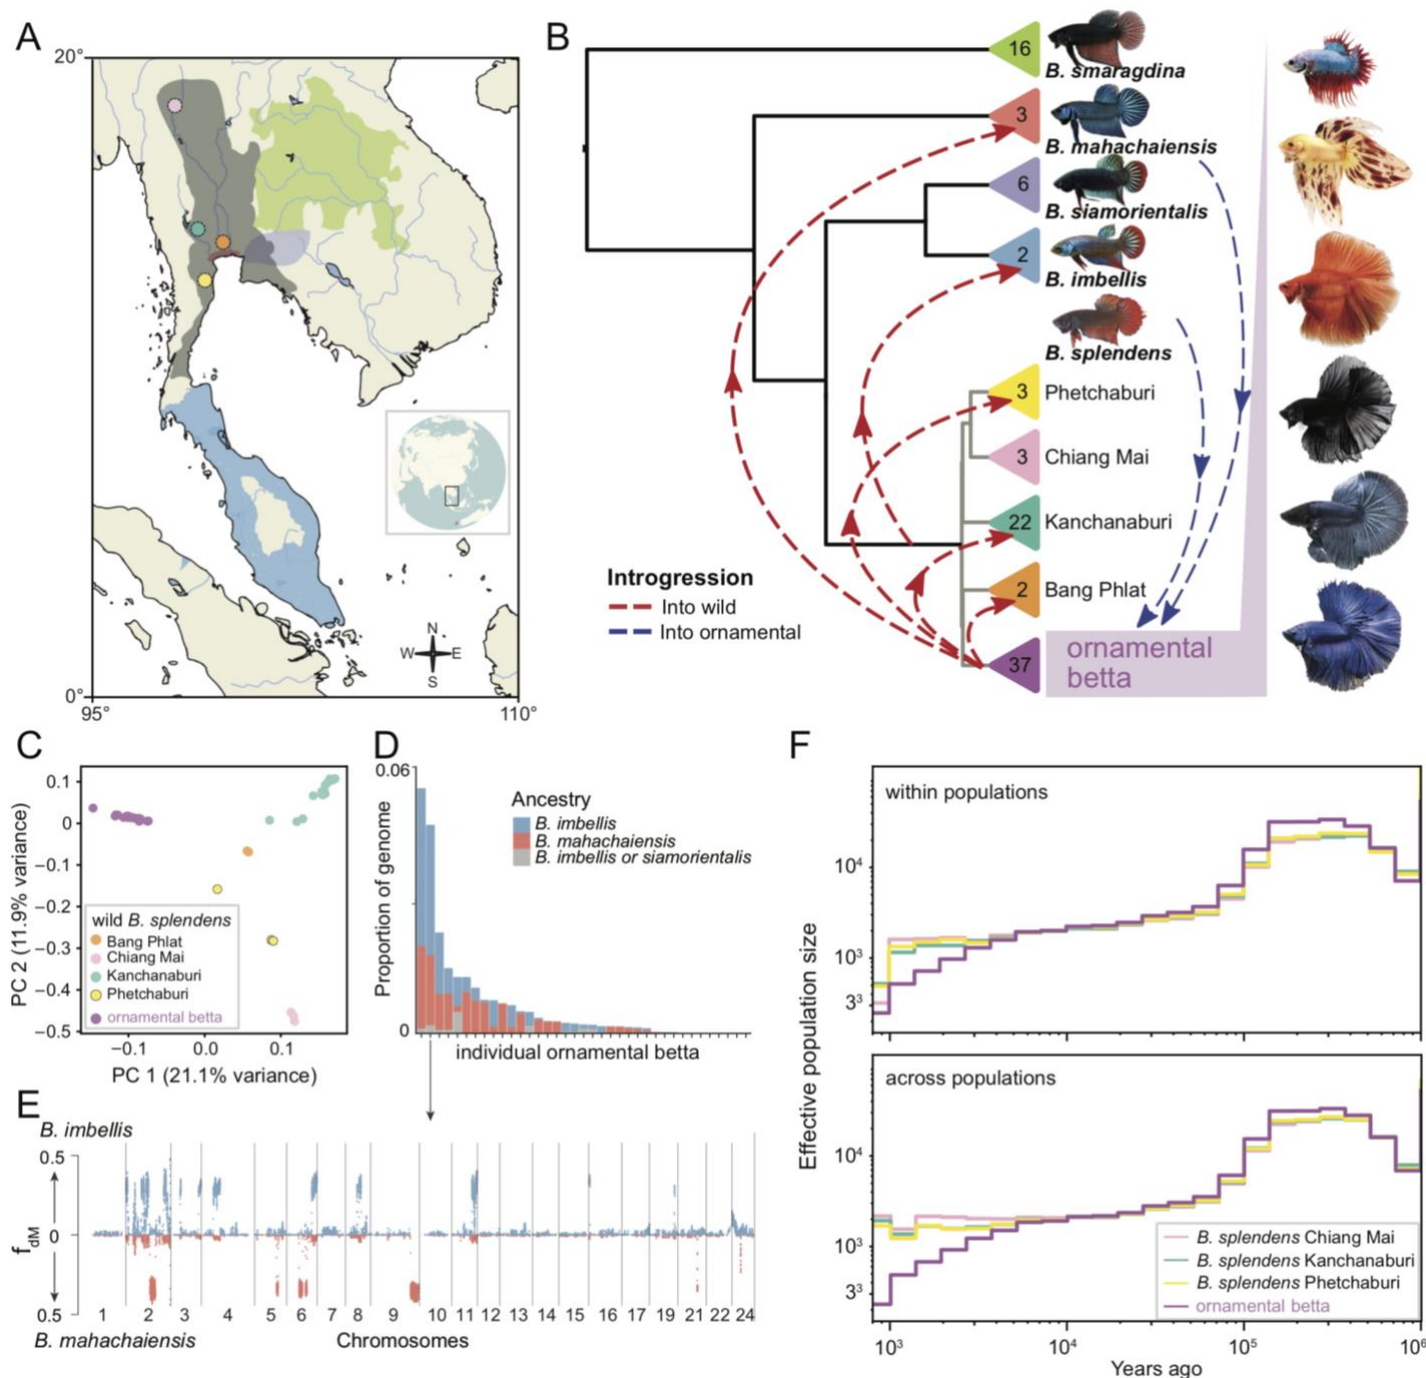 A
20°
0°
95°
110°
N
W
E
S
B
16
B. smaragdina
3
B. mahachaiensis
6
B. siamorientalis
2
B. imbellis
B. splendens
3
Phetchaburi
3
Chiang Mai
22
Kanchanaburi
2
Bang Phlat
37
ornamental
betta
Introgression
Into wild
Into ornamental
C
PC 2 (11.9% variance)
0.1
0
−0.1
−0.2
−0.3
−0.4
−0.5
wild B. splendens
Bang Phlat
Chiang Mai
Kanchanaburi
Phetchaburi
ornamental betta
−0.1
0.0
0.1
PC 1 (21.1% variance)
D
0.06
0
Proportion of genome
Ancestry
B. imbellis
B. mahachaiensis
B. imbellis or siamorientalis
individual ornamental betta
E
B. imbellis
0.5
0
0.5
fdM
1 2 3 4 5 6 7 8 9 10 11 12 13 14 15 16 17 19 21 22 24
B. mahachaiensis
Chromosomes
F
Effective population size
within populations
10⁴
10³
3³
across populations
10⁴
10³
3³
B. splendens Chiang Mai
B. splendens Kanchanaburi
B. splendens Phetchaburi
ornamental betta
10³
10⁴
10⁵
10⁶
Years ago